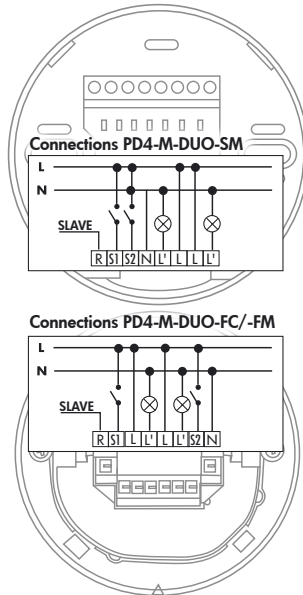 Connections PD4-M-DUO-SM
L
N
SLAVE
R S1 S2 N L' L L L'
Connections PD4-M-DUO-FC/-FM
L
N
SLAVE
R S1 L L' L L' S2 N